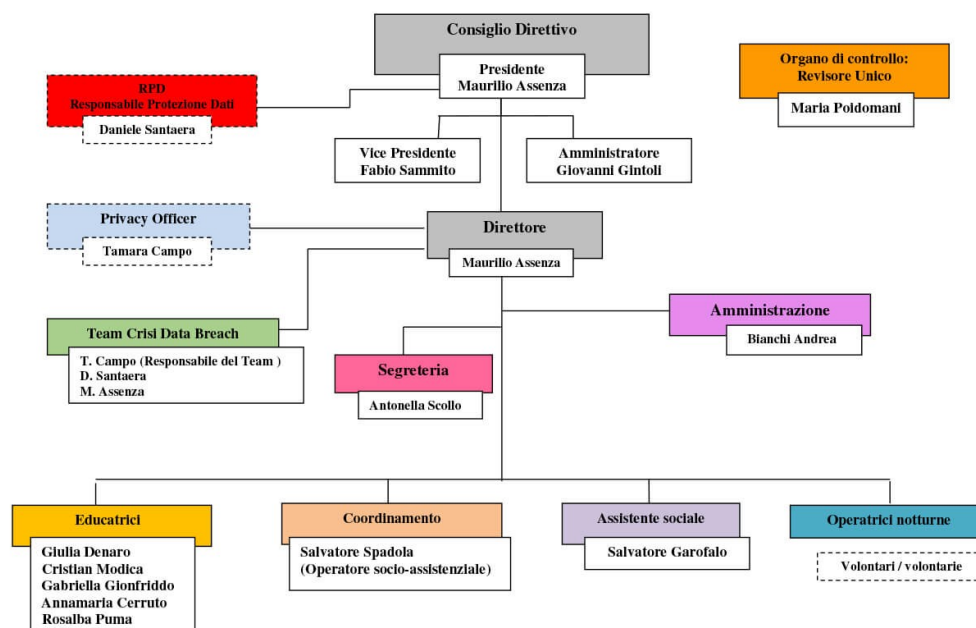 Consiglio Direttivo
Presidente
Maurilio Assenza
Organo di controllo:
Revisore Unico
Maria Poidomani
RPD
Responsabile Protezione Dati
Daniele Santaera
Vice Presidente
Fabio Sammito
Amministratore
Giovanni Gintoli
Privacy Officer
Tamara Campo
Direttore
Maurilio Assenza
Amministrazione
Bianchi Andrea
Team Crisi Data Breach
T. Campo (Responsabile del Team )
D. Santaera
M. Assenza
Segreteria
Antonella Scollo
Educatrici
Giulia Denaro
Cristian Modica
Gabriella Gionfriddo
Annamaria Cerruto
Rosalba Puma
Coordinamento
Salvatore Spadola
(Operatore socio-assistenziale)
Assistente sociale
Salvatore Garofalo
Operatrici notturne
Volontari / volontarie